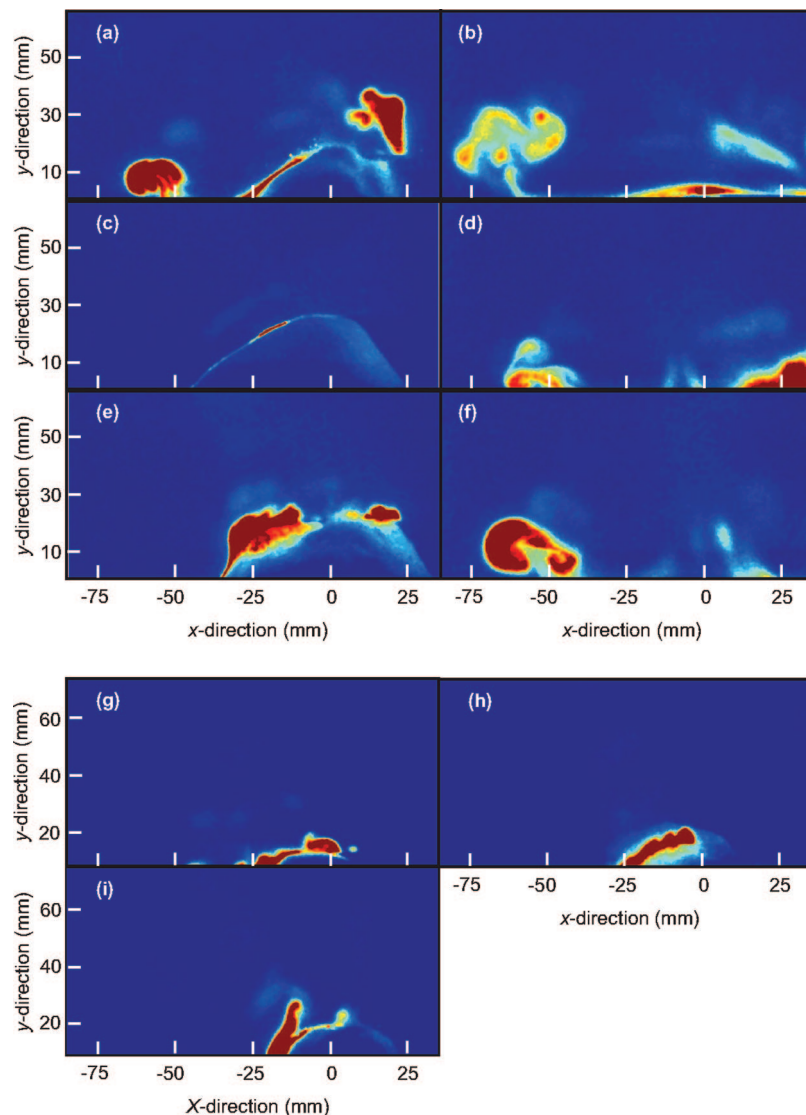 (a) (b)
50
30
10
y-direction (mm)
(c) (d)
50
30
10
y-direction (mm)
(e) (f)
50
30
10
y-direction (mm)
-75 -50 -25 0 25 -75 -50 -25 0 25
x-direction (mm) x-direction (mm)
(g) (h)
60
40
20
y-direction (mm)
-75 -50 -25 0 25
x-direction (mm)
(i)
60
40
20
y-direction (mm)
-75 -50 -25 0 25
X-direction (mm)